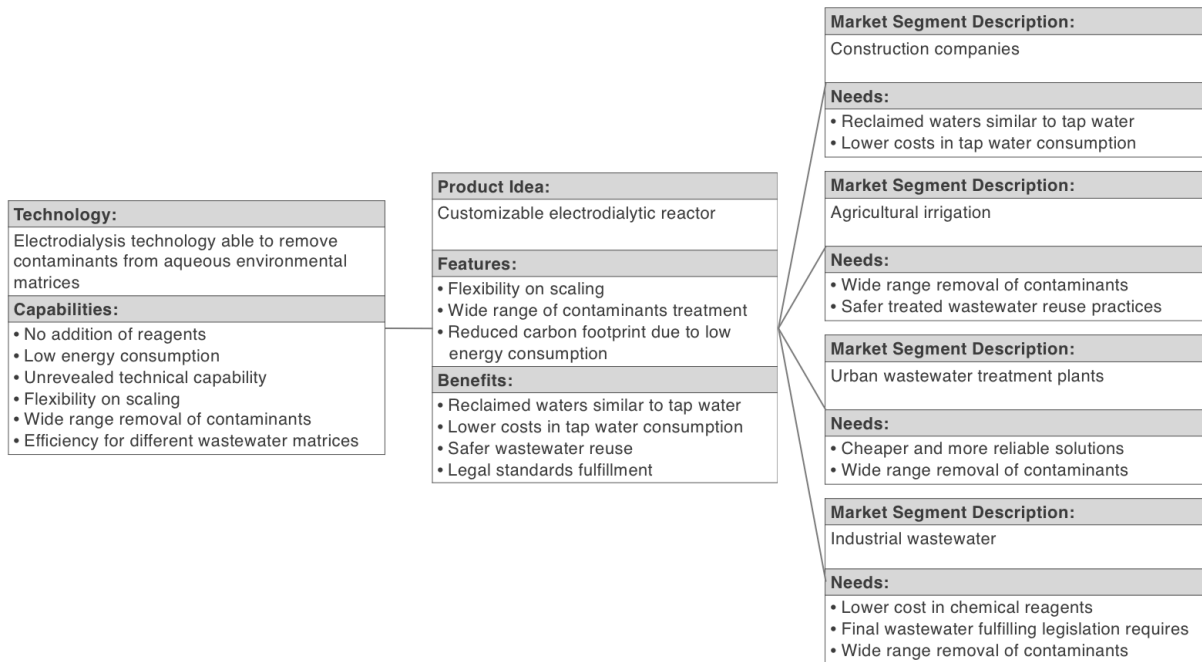 Technology:
Electrodialysis technology able to remove
contaminants from aqueous environmental
matrices
Capabilities:
• No addition of reagents
• Low energy consumption
• Unrevealed technical capability
• Flexibility on scaling
• Wide range removal of contaminants
• Efficiency for different wastewater matrices
Product Idea:
Customizable electrodialytic reactor
Features:
• Flexibility on scaling
• Wide range of contaminants treatment
• Reduced carbon footprint due to low
energy consumption
Benefits:
• Reclaimed waters similar to tap water
• Lower costs in tap water consumption
• Safer wastewater reuse
• Legal standards fulfillment
Market Segment Description:
Construction companies
Needs:
• Reclaimed waters similar to tap water
• Lower costs in tap water consumption
Market Segment Description:
Agricultural irrigation
Needs:
• Wide range removal of contaminants
• Safer treated wastewater reuse practices
Market Segment Description:
Urban wastewater treatment plants
Needs:
• Cheaper and more reliable solutions
• Wide range removal of contaminants
Market Segment Description:
Industrial wastewater
Needs:
• Lower cost in chemical reagents
• Final wastewater fulfilling legislation requires
• Wide range removal of contaminants